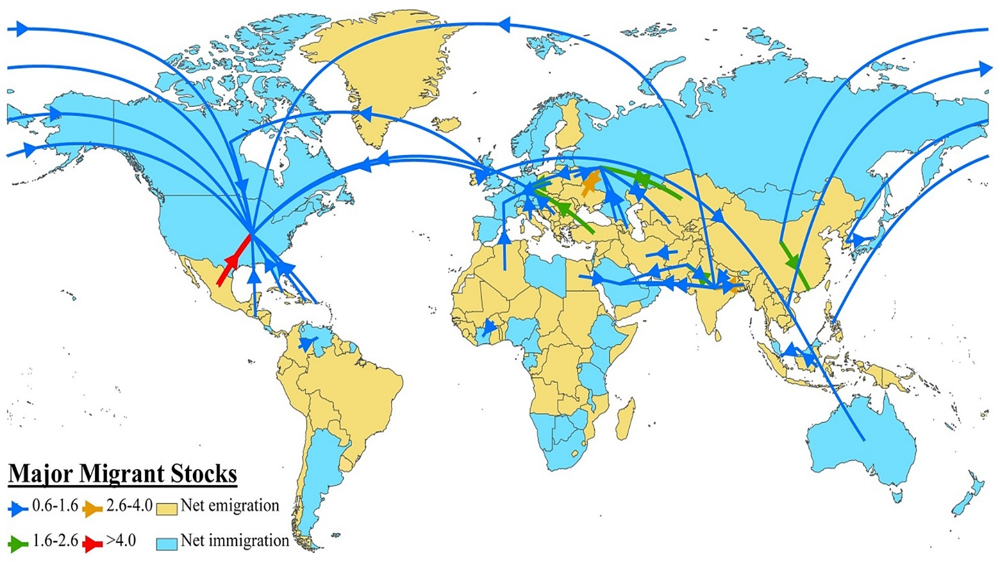 Major Migrant Stocks
0.6-1.6 2.6-4.0 Net emigration
1.6-2.6 >4.0 Net immigration